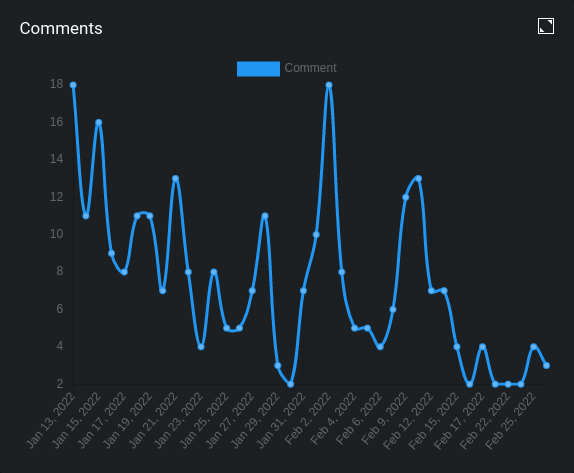 Comments
Comment
18
16
14
12
10
8
6
4
2
Jan 13, 2022
Jan 15, 2022
Jan 17, 2022
Jan 19, 2022
Jan 21, 2022
Jan 23, 2022
Jan 25, 2022
Jan 27, 2022
Jan 29, 2022
Jan 31, 2022
Feb 2, 2022
Feb 4, 2022
Feb 6, 2022
Feb 9, 2022
Feb 12, 2022
Feb 15, 2022
Feb 17, 2022
Feb 22, 2022
Feb 25, 2022